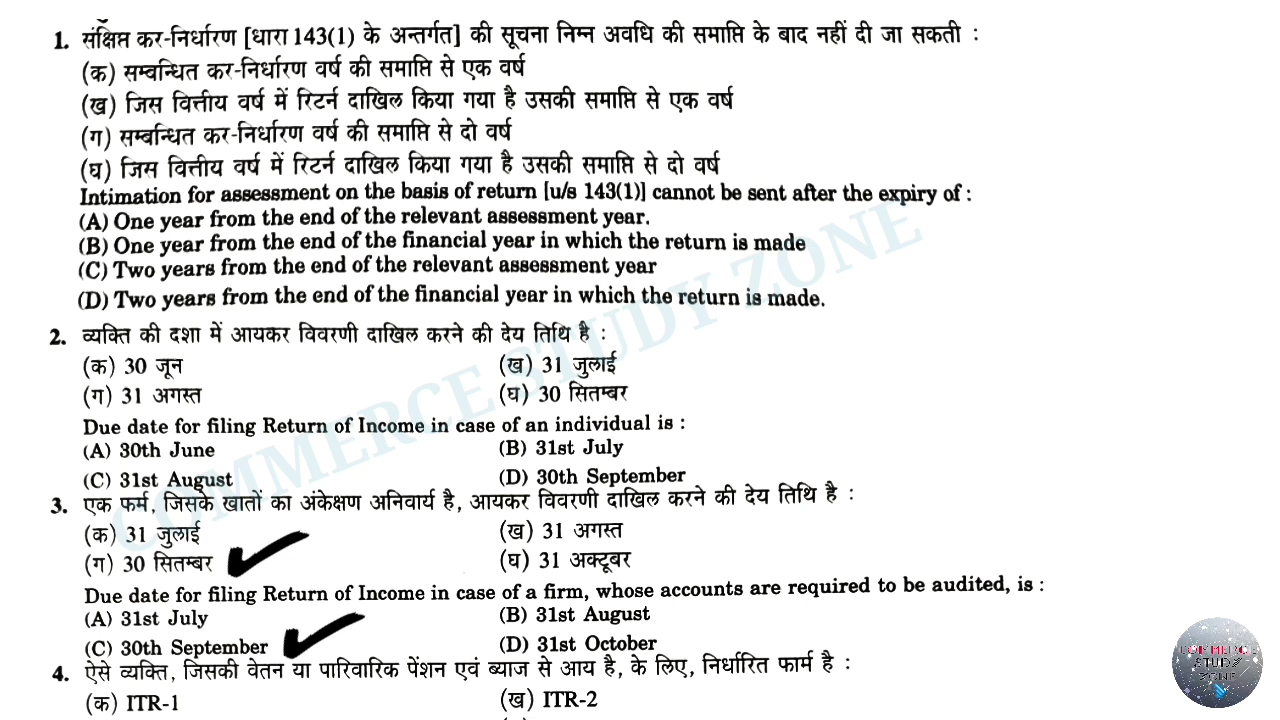 1. संक्षिप्त कर-निर्धारण [धारा 143(1) के अन्तर्गत] की सूचना निम्न अवधि की समाप्ति के बाद नहीं दी जा सकती :
(क) सम्बन्धित कर-निर्धारण वर्ष की समाप्ति से एक वर्ष
(ख) जिस वित्तीय वर्ष में रिटर्न दाखिल किया गया है उसकी समाप्ति से एक वर्ष
(ग) सम्बन्धित कर-निर्धारण वर्ष की समाप्ति से दो वर्ष
(घ) जिस वित्तीय वर्ष में रिटर्न दाखिल किया गया है उसकी समाप्ति से दो वर्ष
Intimation for assessment on the basis of return [u/s 143(1)] cannot be sent after the expiry of :
(A) One year from the end of the relevant assessment year.
(B) One year from the end of the financial year in which the return is made
(C) Two years from the end of the relevant assessment year
(D) Two years from the end of the financial year in which the return is made.
2. व्यक्ति की दशा में आयकर विवरणी दाखिल करने की देय तिथि है :
(क) 30 जून (ख) 31 जुलाई
(ग) 31 अगस्त (घ) 30 सितम्बर
Due date for filing Return of Income in case of an individual is :
(A) 30th June (B) 31st July
(C) 31st August (D) 30th September
3. एक फर्म, जिसके खातों का अंकेक्षण अनिवार्य है, आयकर विवरणी दाखिल करने की देय तिथि है :
(क) 31 जुलाई (ख) 31 अगस्त
(ग) 30 सितम्बर (घ) 31 अक्टूबर
Due date for filing Return of Income in case of a firm, whose accounts are required to be audited, is :
(A) 31st July (B) 31st August
(C) 30th September (D) 31st October
4. ऐसे व्यक्ति, जिसकी वेतन या पारिवारिक पेंशन एवं ब्याज से आय है, के लिए, निर्धारित फार्म है :
(क) ITR-1 (ख) ITR-2
COMMERCE STUDY ZONE
COMMERCE
STUDY
ZONE